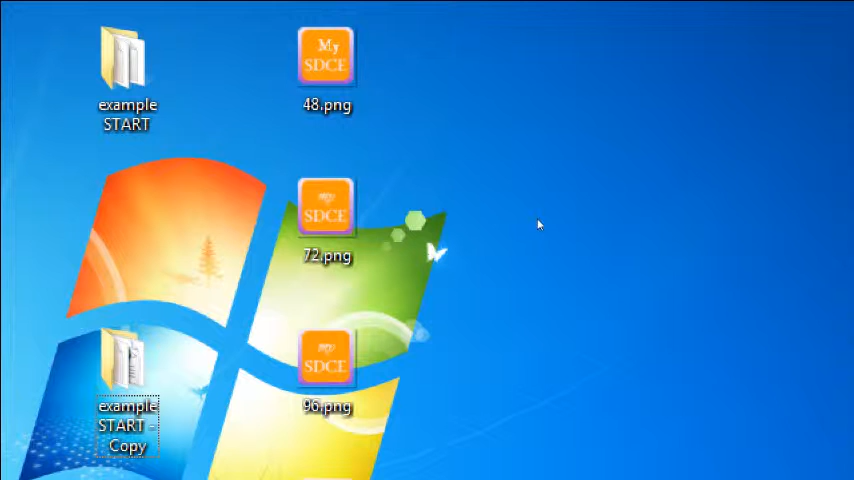 example
START
My
SDCE
48.png
my
SDCE
72.png
example
START -
Copy
my
SDCE
96.png